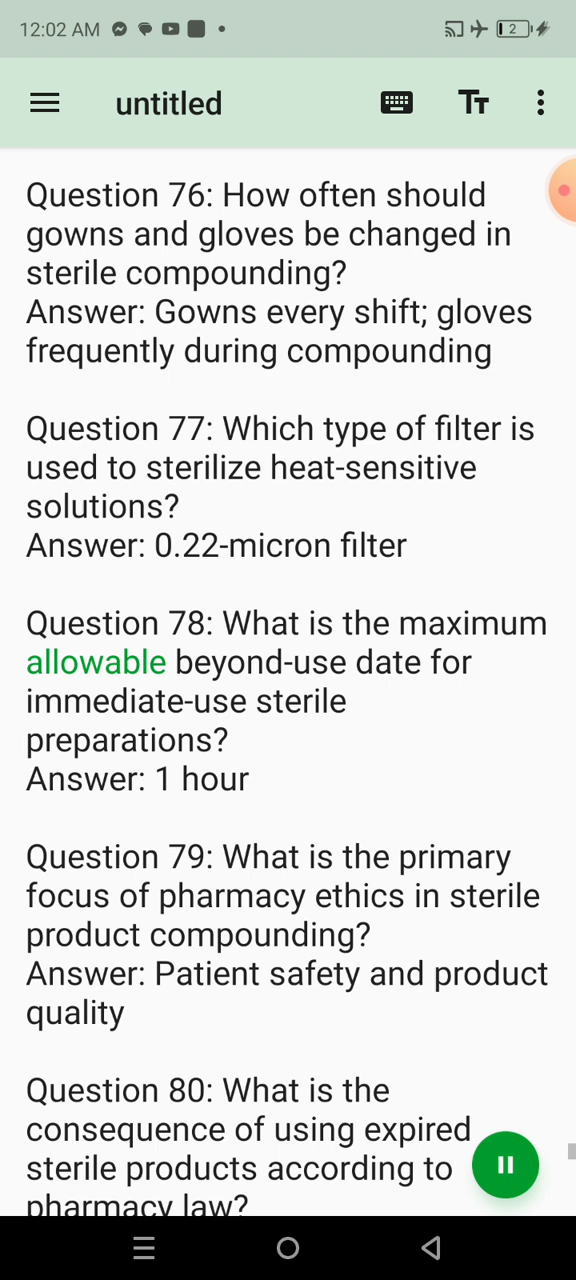 12:02 AM
2
untitled
Question 76: How often should
gowns and gloves be changed in
sterile compounding?
Answer: Gowns every shift; gloves
frequently during compounding
Question 77: Which type of filter is
used to sterilize heat-sensitive
solutions?
Answer: 0.22-micron filter
Question 78: What is the maximum
allowable beyond-use date for
immediate-use sterile
preparations?
Answer: 1 hour
Question 79: What is the primary
focus of pharmacy ethics in sterile
product compounding?
Answer: Patient safety and product
quality
Question 80: What is the
consequence of using expired
sterile products according to
pharmacy law?